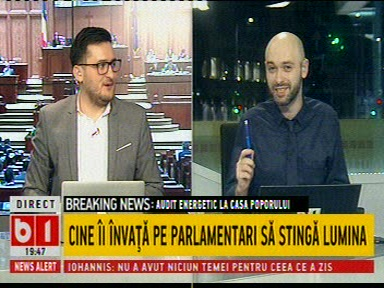 DIRECT
b1
19:47
BREAKING NEWS: AUDIT ENERGETIC LA CASA POPORULUI
CINE ÎI ÎNVAŢĂ PE PARLAMENTARI SĂ STINGĂ LUMINA
NEWS ALERT IOHANNIS: NU A AVUT NICIUN TEMEI PENTRU CEEA CE A ZIS